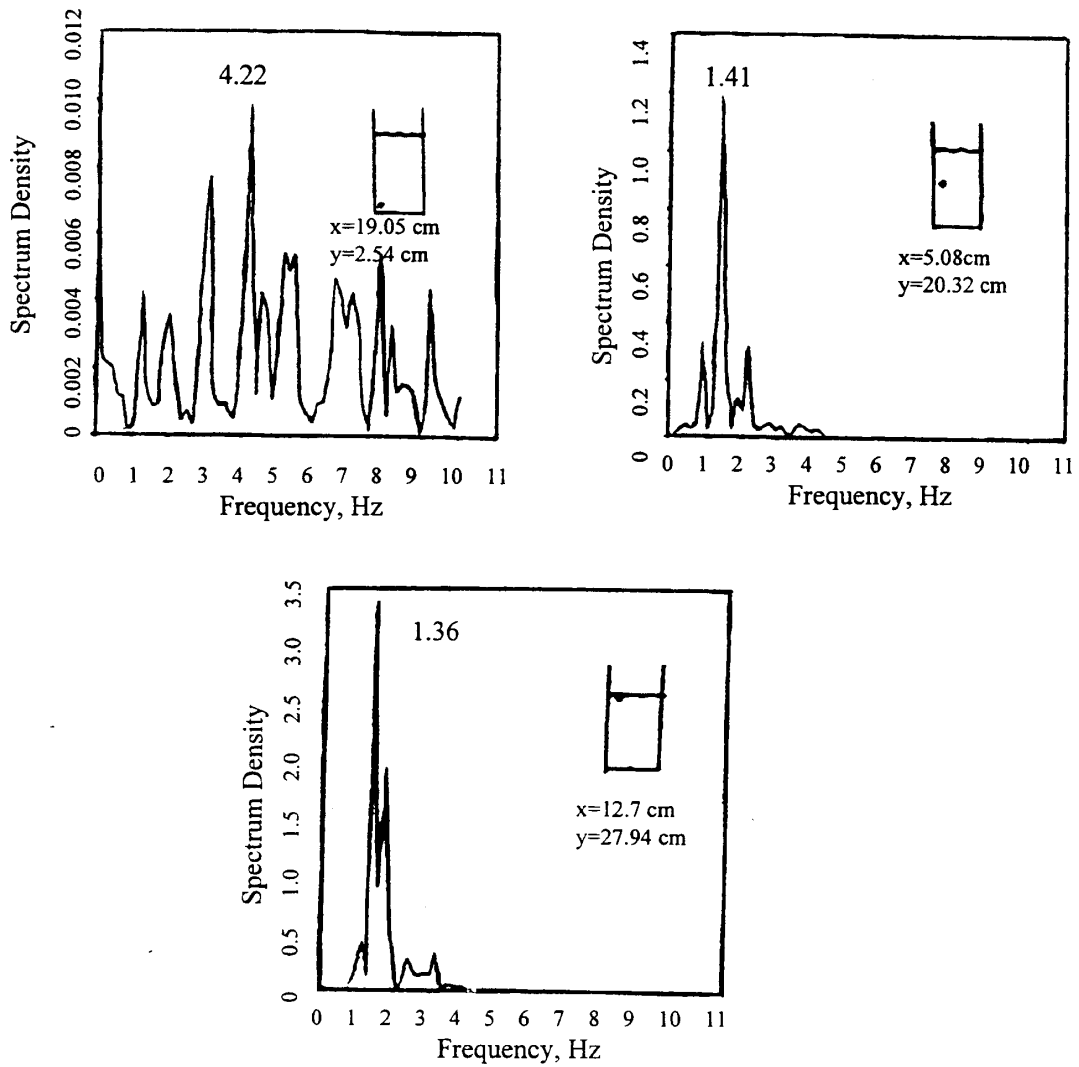 0.012
0.010
0.008
0.006
0.004
0.002
0
Spectrum Density
4.22
x=19.05 cm
y=2.54 cm
0 1 2 3 4 5 6 7 8 9 10 11
Frequency, Hz
1.4
1.2
1.0
0.8
0.6
0.4
0.2
0
Spectrum Density
1.41
x=5.08cm
y=20.32 cm
0 1 2 3 4 5 6 7 8 9 10 11
Frequency, Hz
3.5
3.0
2.5
2.0
1.5
1.0
0.5
0
Spectrum Density
1.36
x=12.7 cm
y=27.94 cm
0 1 2 3 4 5 6 7 8 9 10 11
Frequency, Hz